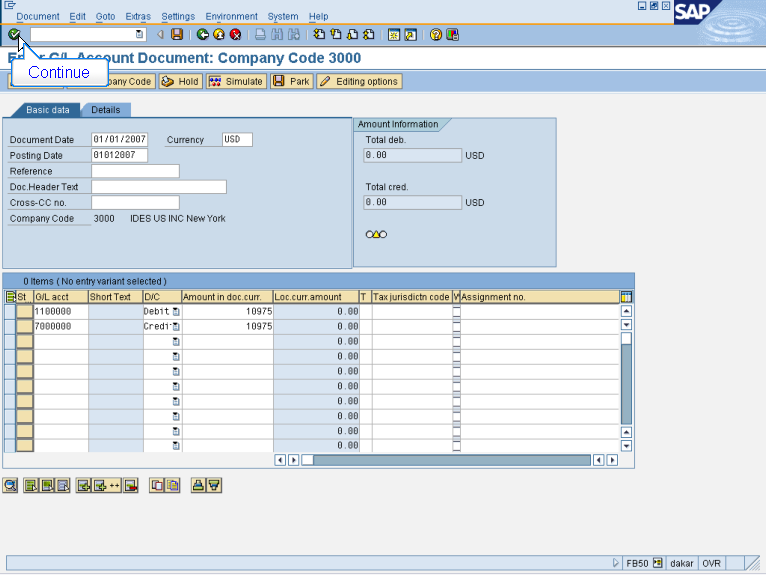 Document Edit Goto Extras Settings Environment System Help
SAP
Account Document: Company Code 3000
Continue
Code Hold Simulate Park Editing options
Basic data Details
Amount Information
Document Date 01/01/2007 Currency USD
Total deb.
Posting Date 01012007
0.00 USD
Reference
Doc.Header Text
Total cred.
Cross-CC no.
0.00 USD
Company Code 3000 IDES US INC New York
0 Items ( No entry variant selected )
St G/L acct Short Text D/C Amount in doc.curr. Loc.curr.amount T Tax jurisdictn code V Assignment no.
1100000 Debit 10975 0.00
7000000 Credi 10975 0.00
0.00
0.00
0.00
0.00
0.00
0.00
0.00
0.00
FB50 dakar OVR